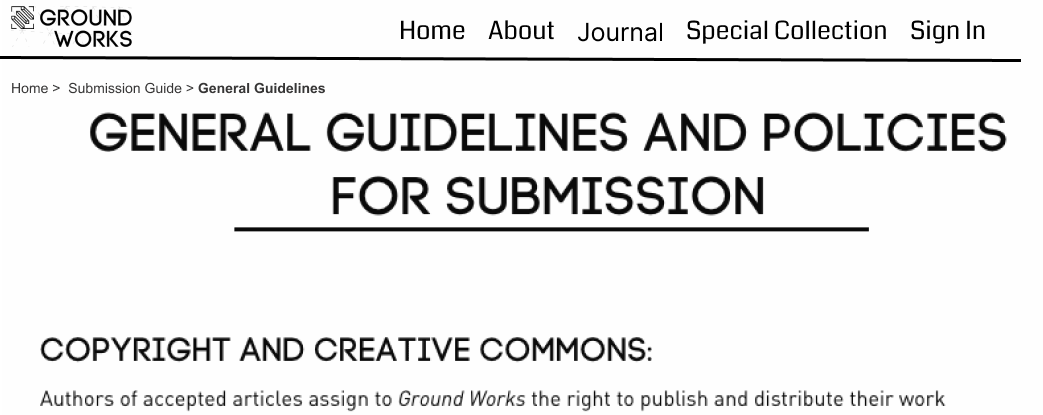 GROUND
WORKS
Home About Journal Special Collection Sign In
Home > Submission Guide > General Guidelines
GENERAL GUIDELINES AND POLICIES
FOR SUBMISSION
COPYRIGHT AND CREATIVE COMMONS:
Authors of accepted articles assign to Ground Works the right to publish and distribute their work